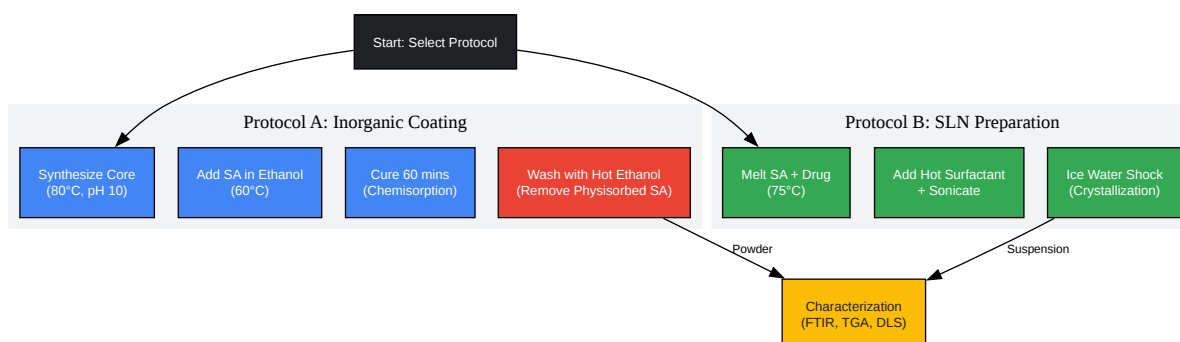 Start: Select Protocol
Protocol A: Inorganic Coating
Protocol B: SLN Preparation
Synthesize Core
(80°C, pH 10)
Add SA in Ethanol
(60°C)
Cure 60 mins
(Chemisorption)
Wash with Hot Ethanol
(Remove Physisorbed SA)
Melt SA + Drug
(75°C)
Add Hot Surfactant
+ Sonicate
Ice Water Shock
(Crystallization)
Powder
Suspension
Characterization
(FTIR, TGA, DLS)